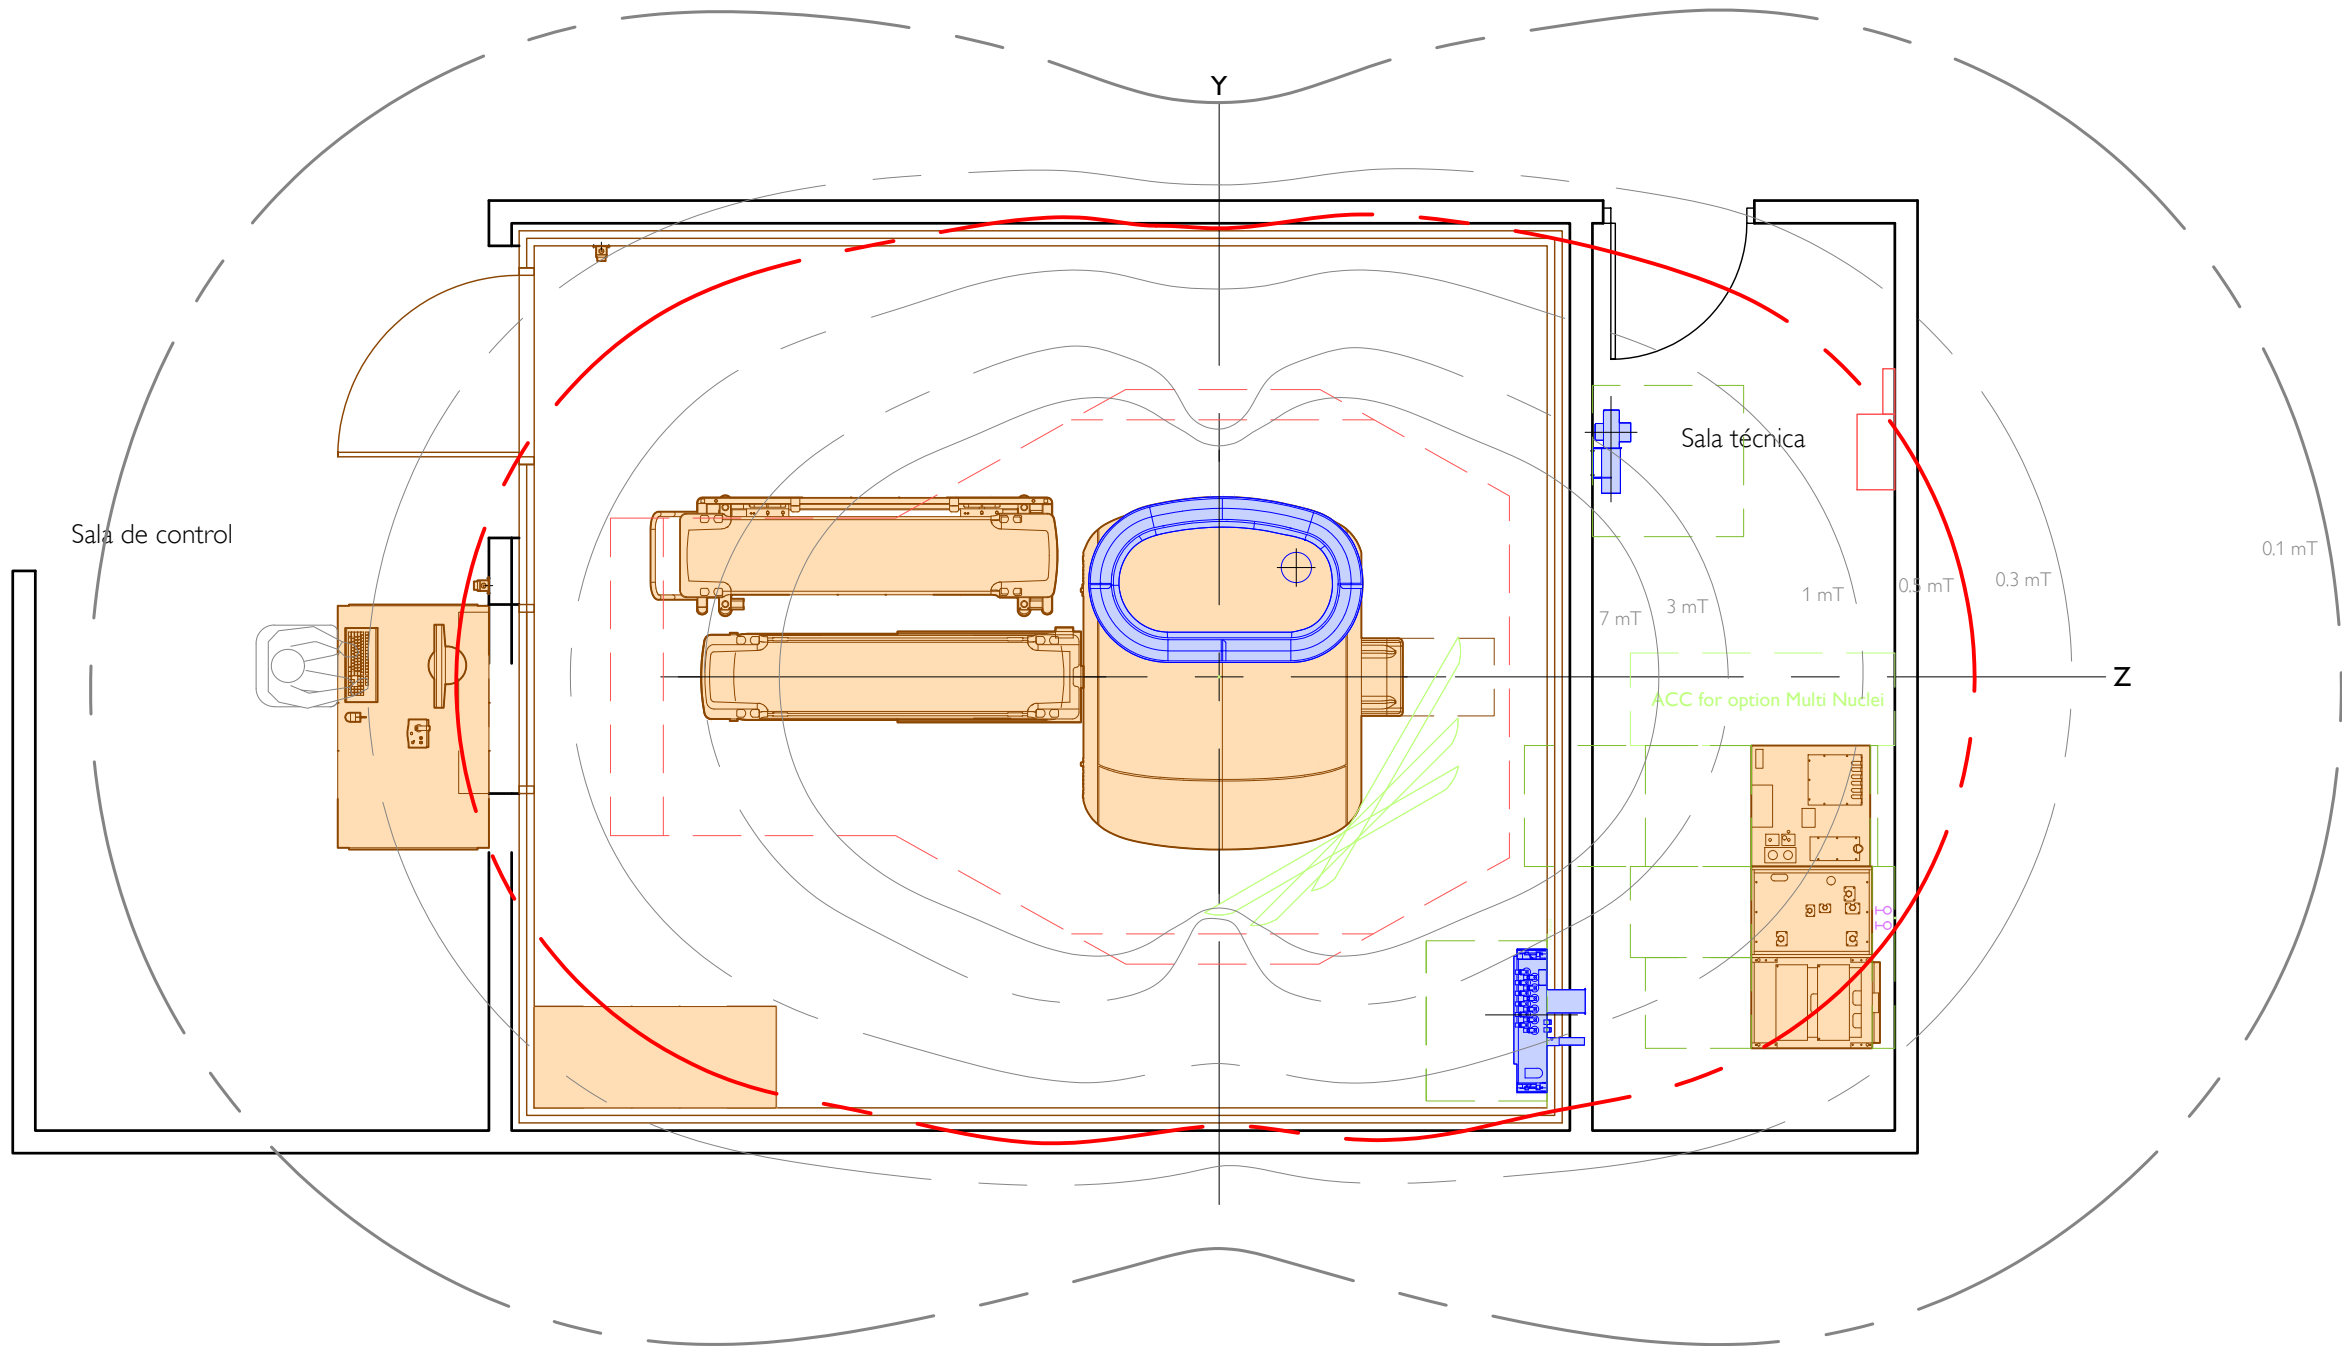 Y
Sala técnica
Sala de control
0.1 mT
0.3 mT
0.5 mT
1 mT
3 mT
7 mT
Z
ACC for option Multi Nuclei